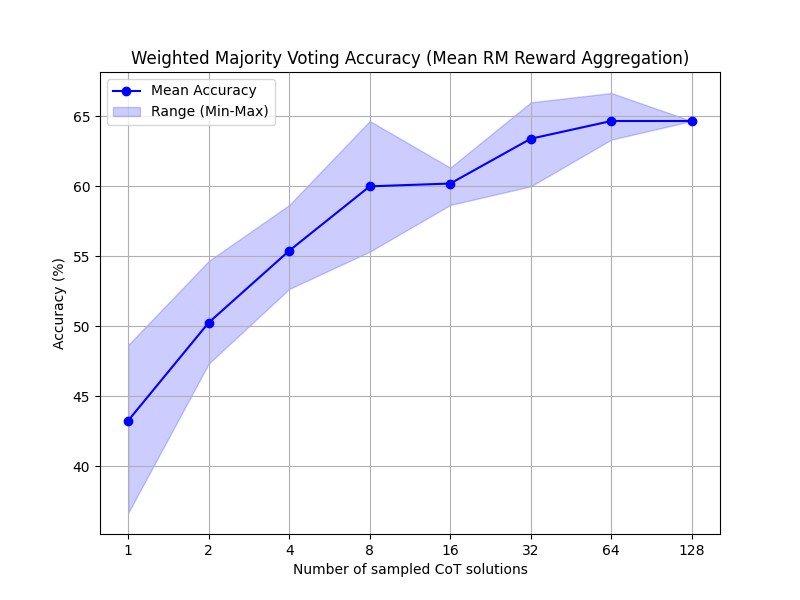 Weighted Majority Voting Accuracy (Mean RM Reward Aggregation)
Mean Accuracy
Range (Min-Max)
Accuracy (%)
65
60
55
50
45
40
1 2 4 8 16 32 64 128
Number of sampled CoT solutions